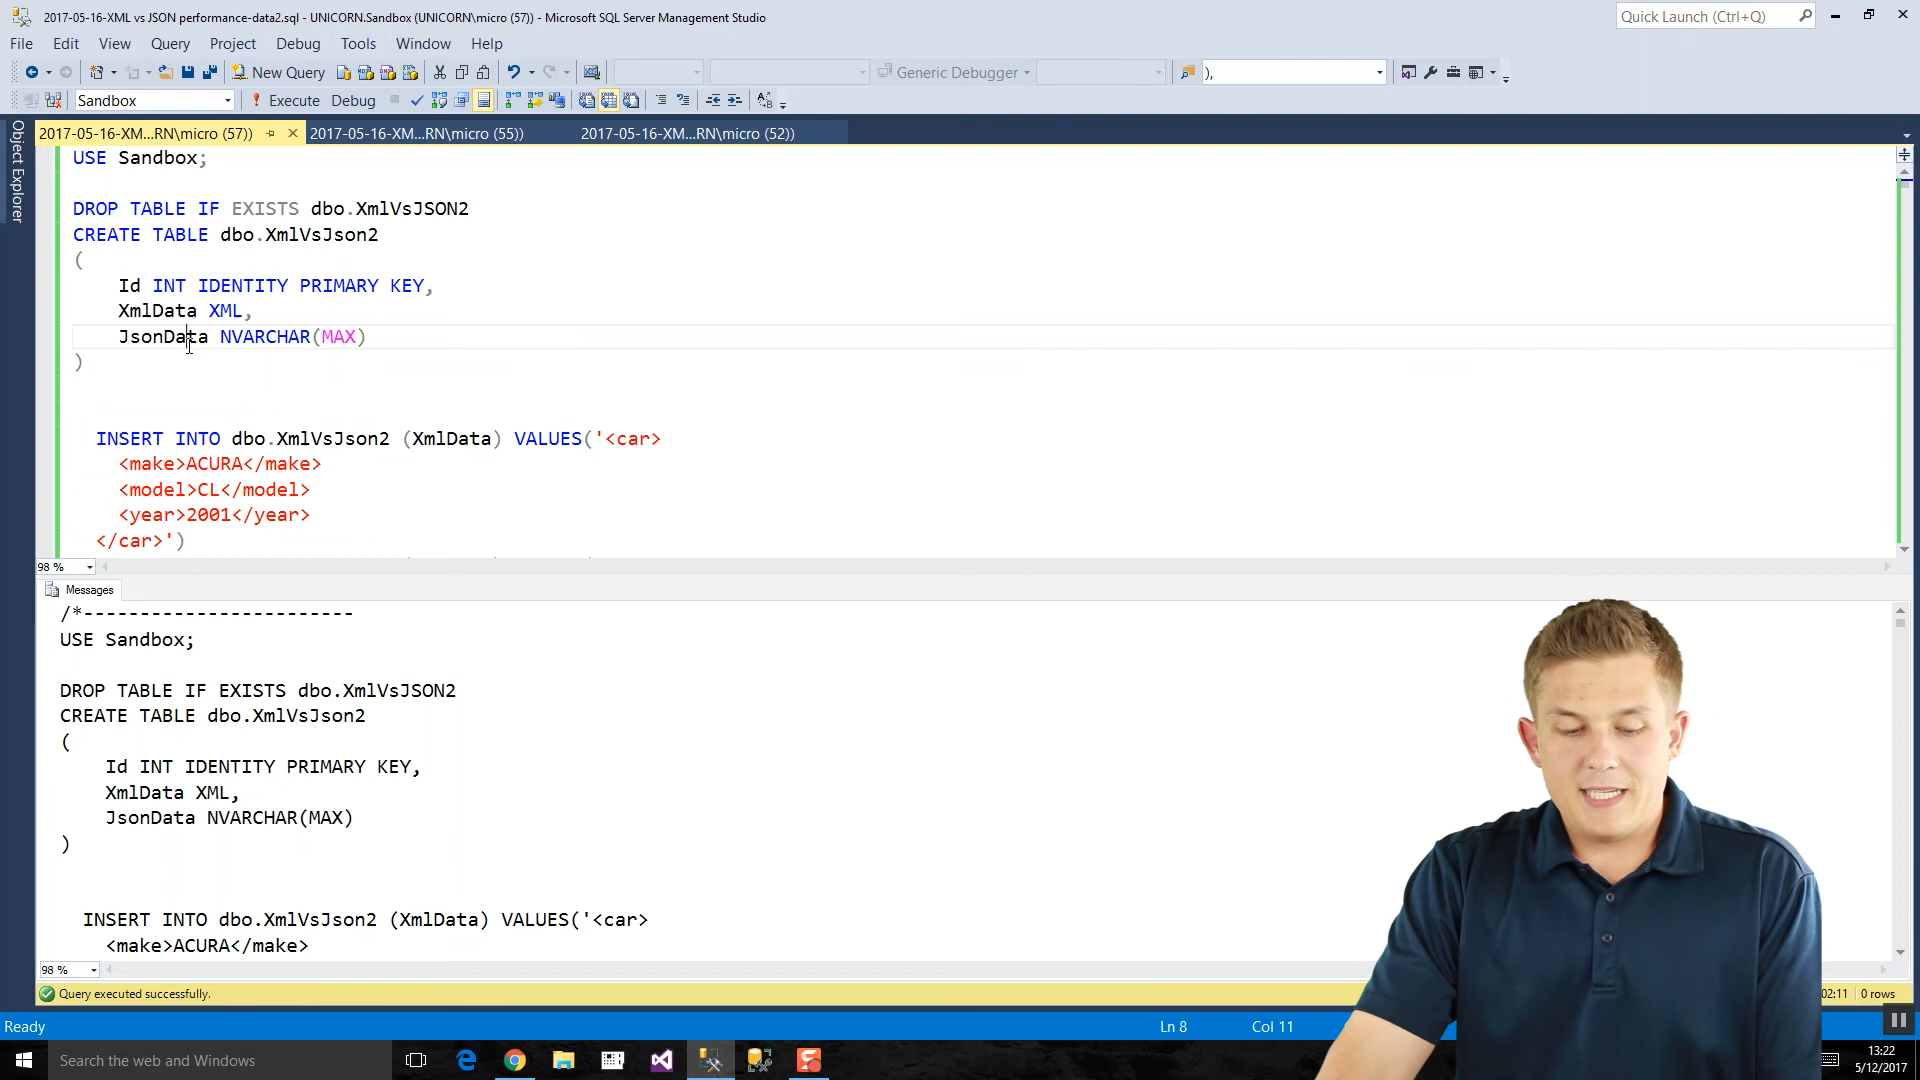 2017-05-16-XML vs JSON performance-data2.sql - UNICORN.Sandbox (UNICORN\micro (57)) - Microsoft SQL Server Management Studio
Quick Launch (Ctrl+Q)
File Edit View Query Project Debug Tools Window Help
New Query
Generic Debugger
),
Sandbox
Execute Debug
2017-05-16-XM...RN\micro (57)) 2017-05-16-XM...RN\micro (55)) 2017-05-16-XM...RN\micro (52))
Object Explorer
USE Sandbox;
DROP TABLE IF EXISTS dbo.XmlVsJSON2
CREATE TABLE dbo.XmlVsJson2
(
Id INT IDENTITY PRIMARY KEY,
XmlData XML,
JsonData NVARCHAR(MAX)
)
INSERT INTO dbo.XmlVsJson2 (XmlData) VALUES('<car>
<make>ACURA</make>
<model>CL</model>
<year>2001</year>
</car>')
98 %
Messages
/*------------------------
USE Sandbox;
DROP TABLE IF EXISTS dbo.XmlVsJSON2
CREATE TABLE dbo.XmlVsJson2
(
Id INT IDENTITY PRIMARY KEY,
XmlData XML,
JsonData NVARCHAR(MAX)
)
INSERT INTO dbo.XmlVsJson2 (XmlData) VALUES('<car>
<make>ACURA</make>
98 %
Query executed successfully.
02:11 0 rows
Ready
Ln 8
Col 11
Search the web and Windows
13:22
5/12/2017